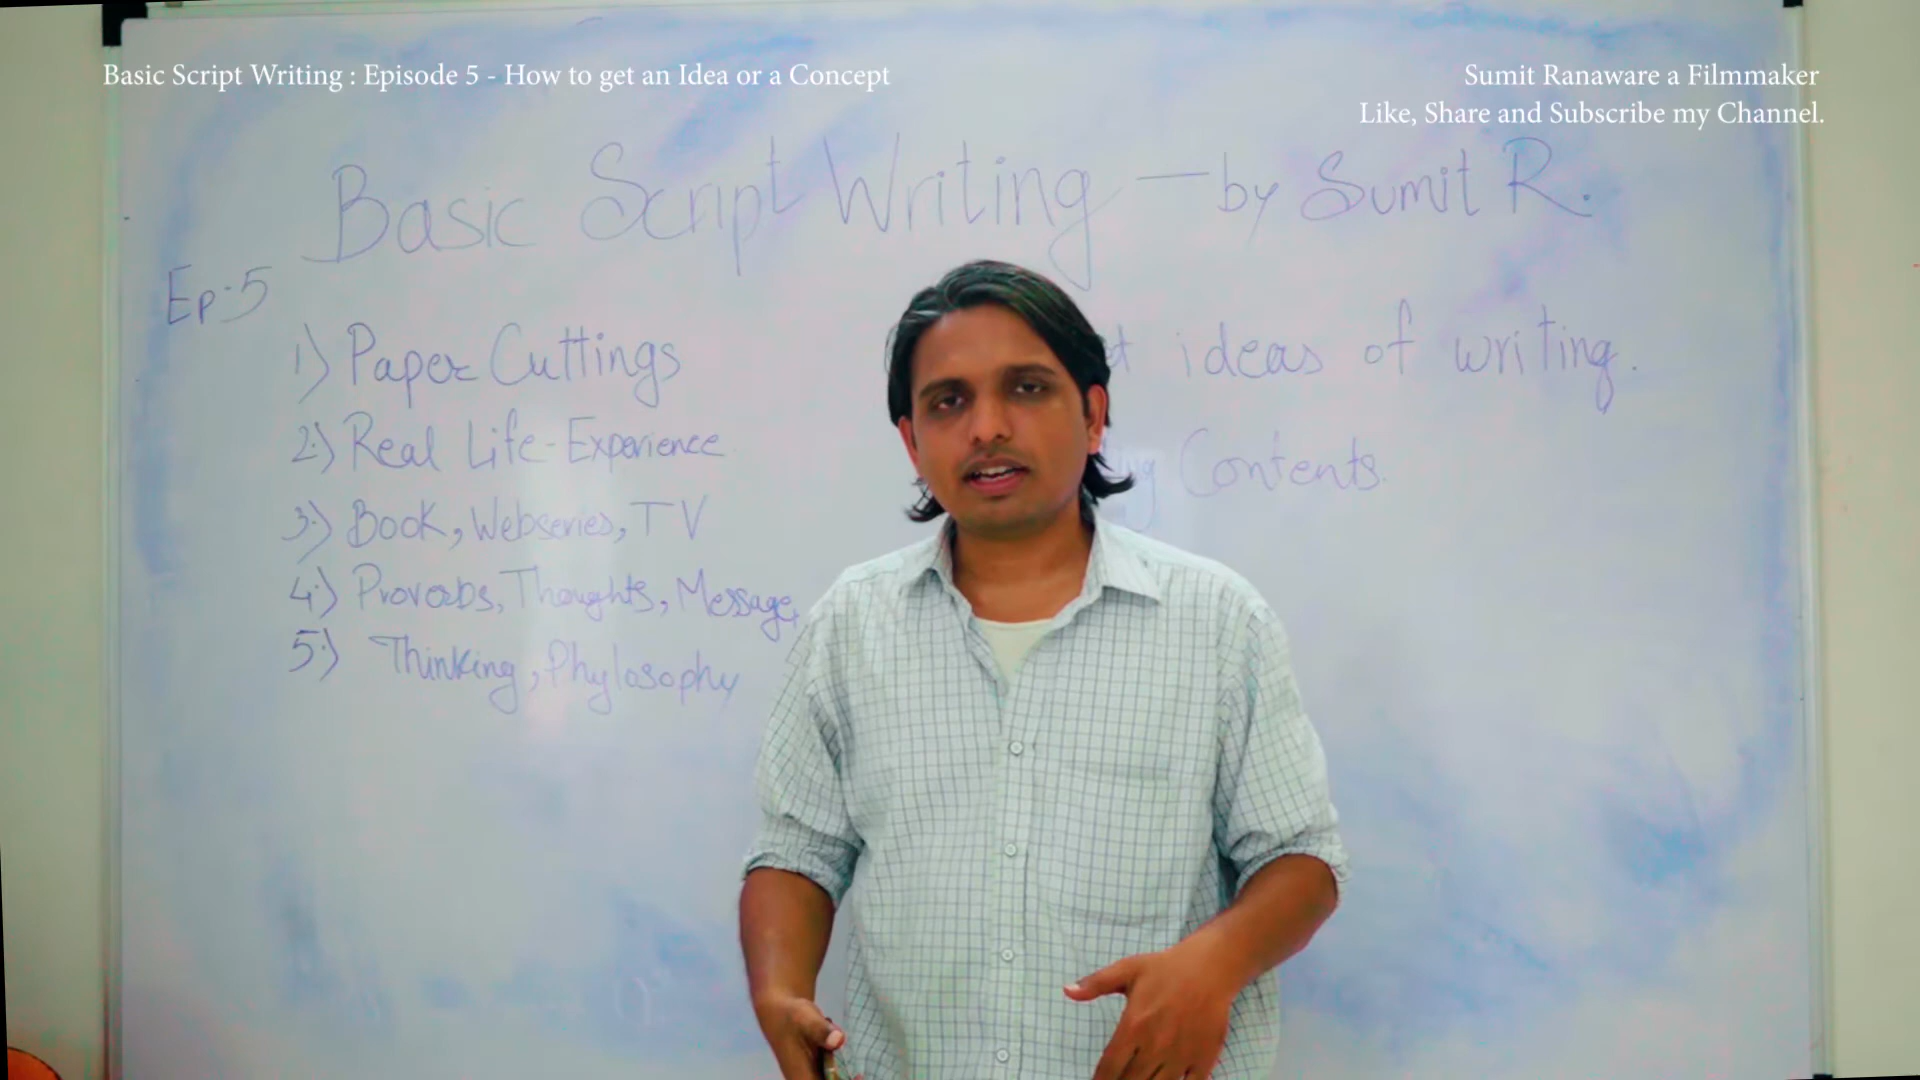 Basic Script Writing : Episode 5 - How to get an Idea or a Concept
Sumit Ranaware a Filmmaker
Like, Share and Subscribe my Channel.
Basic Script Writing — by Sumit R.
Ep.5
1) Paper Cuttings
2) Real Life-Experience
3) Book, Webseries, TV
4) Proverbs, Thoughts, Message,
5) Thinking, Phylosophy
ideas of writing.
Contents.